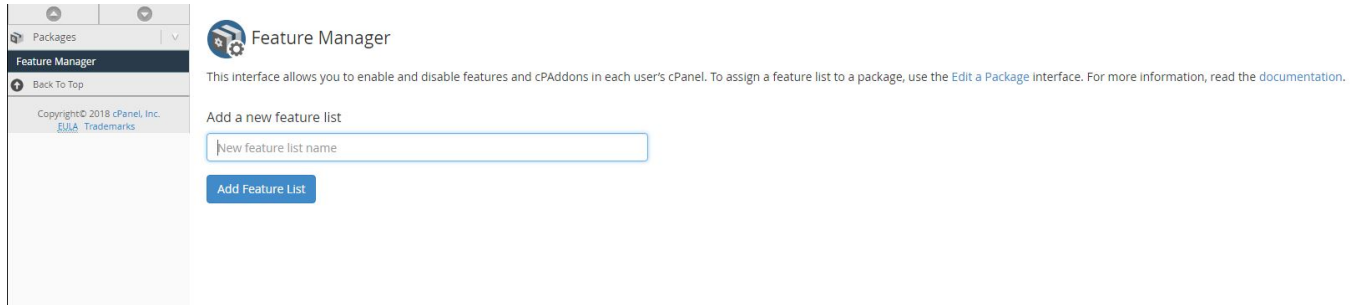 Packages
Feature Manager
Back To Top
Copyright© 2018 cPanel, Inc.
EULA Trademarks
Feature Manager
This interface allows you to enable and disable features and cPAddons in each user's cPanel. To assign a feature list to a package, use the Edit a Package interface. For more information, read the documentation.
Add a new feature list
New feature list name
Add Feature List